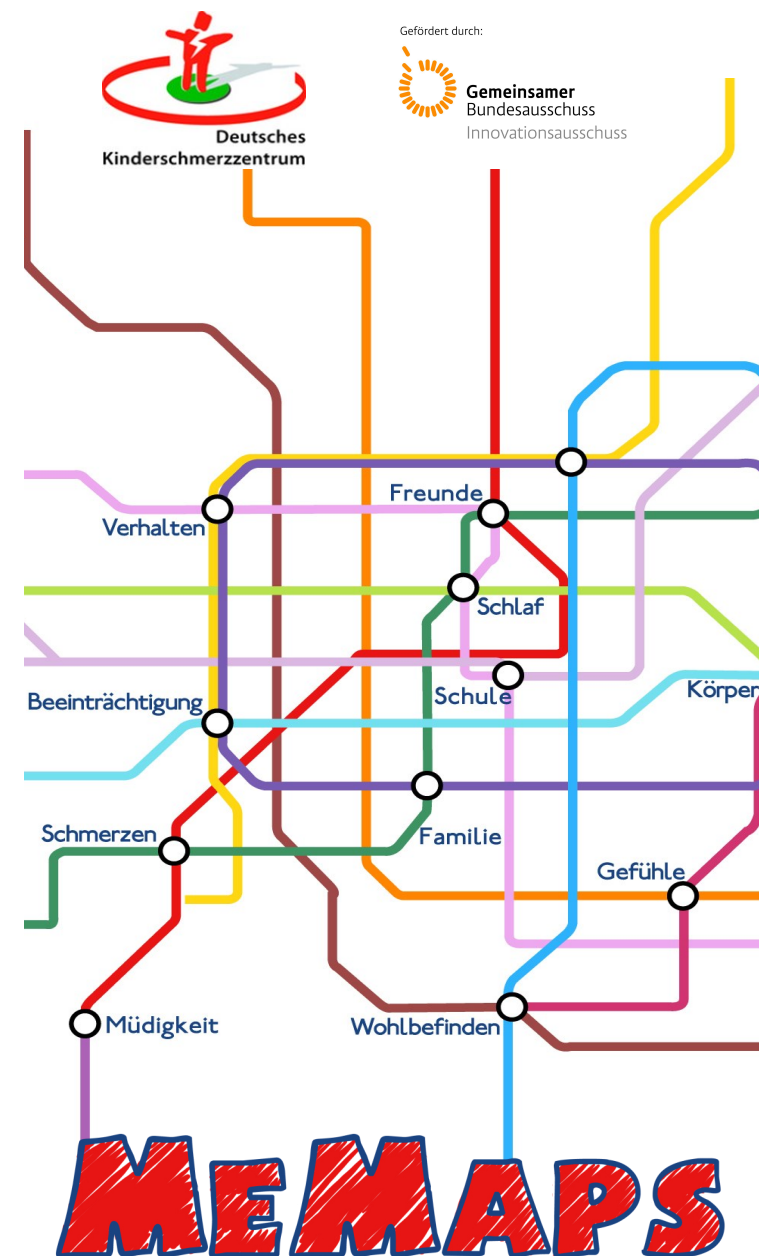 Deutsches
Kinderschmerzzentrum
Gefördert durch:
Gemeinsamer
Bundesausschuss
Innovationsausschuss
Freunde
Verhalten
Schlaf
Schule
Körper
Beeinträchtigung
Schmerzen
Familie
Gefühle
Müdigkeit
Wohlbefinden
MEMAPS